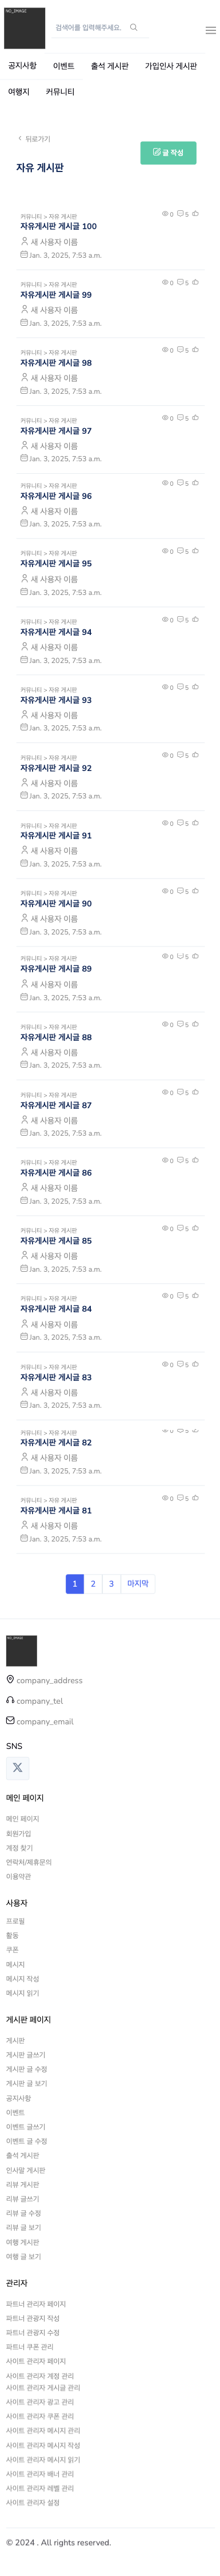 NO_IMAGE
검색어를 입력해주세요.
공지사항 이벤트 출석 게시판 가입인사 게시판
여행지 커뮤니티
뒤로가기
글 작성
자유 게시판
커뮤니티 > 자유 게시판
0 5
자유게시판 게시글 100
새 사용자 이름
Jan. 3, 2025, 7:53 a.m.
커뮤니티 > 자유 게시판
0 5
자유게시판 게시글 99
새 사용자 이름
Jan. 3, 2025, 7:53 a.m.
커뮤니티 > 자유 게시판
0 5
자유게시판 게시글 98
새 사용자 이름
Jan. 3, 2025, 7:53 a.m.
커뮤니티 > 자유 게시판
0 5
자유게시판 게시글 97
새 사용자 이름
Jan. 3, 2025, 7:53 a.m.
커뮤니티 > 자유 게시판
0 5
자유게시판 게시글 96
새 사용자 이름
Jan. 3, 2025, 7:53 a.m.
커뮤니티 > 자유 게시판
0 5
자유게시판 게시글 95
새 사용자 이름
Jan. 3, 2025, 7:53 a.m.
커뮤니티 > 자유 게시판
0 5
자유게시판 게시글 94
새 사용자 이름
Jan. 3, 2025, 7:53 a.m.
커뮤니티 > 자유 게시판
0 5
자유게시판 게시글 93
새 사용자 이름
Jan. 3, 2025, 7:53 a.m.
커뮤니티 > 자유 게시판
0 5
자유게시판 게시글 92
새 사용자 이름
Jan. 3, 2025, 7:53 a.m.
커뮤니티 > 자유 게시판
0 5
자유게시판 게시글 91
새 사용자 이름
Jan. 3, 2025, 7:53 a.m.
커뮤니티 > 자유 게시판
0 5
자유게시판 게시글 90
새 사용자 이름
Jan. 3, 2025, 7:53 a.m.
커뮤니티 > 자유 게시판
0 5
자유게시판 게시글 89
새 사용자 이름
Jan. 3, 2025, 7:53 a.m.
커뮤니티 > 자유 게시판
0 5
자유게시판 게시글 88
새 사용자 이름
Jan. 3, 2025, 7:53 a.m.
커뮤니티 > 자유 게시판
0 5
자유게시판 게시글 87
새 사용자 이름
Jan. 3, 2025, 7:53 a.m.
커뮤니티 > 자유 게시판
0 5
자유게시판 게시글 86
새 사용자 이름
Jan. 3, 2025, 7:53 a.m.
커뮤니티 > 자유 게시판
0 5
자유게시판 게시글 85
새 사용자 이름
Jan. 3, 2025, 7:53 a.m.
커뮤니티 > 자유 게시판
0 5
자유게시판 게시글 84
새 사용자 이름
Jan. 3, 2025, 7:53 a.m.
커뮤니티 > 자유 게시판
0 5
자유게시판 게시글 83
새 사용자 이름
Jan. 3, 2025, 7:53 a.m.
커뮤니티 > 자유 게시판
자유게시판 게시글 82
새 사용자 이름
Jan. 3, 2025, 7:53 a.m.
커뮤니티 > 자유 게시판
0 5
자유게시판 게시글 81
새 사용자 이름
Jan. 3, 2025, 7:53 a.m.
1 2 3 마지막
NO_IMAGE
company_address
company_tel
company_email
SNS
메인 페이지
메인 페이지
회원가입
계정 찾기
연락처/제휴문의
이용약관
사용자
프로필
활동
쿠폰
메시지
메시지 작성
메시지 읽기
게시판 페이지
게시판
게시판 글쓰기
게시판 글 수정
게시판 글 보기
공지사항
이벤트
이벤트 글쓰기
이벤트 글 수정
출석 게시판
인사말 게시판
리뷰 게시판
리뷰 글쓰기
리뷰 글 수정
리뷰 글 보기
여행 게시판
여행 글 보기
관리자
파트너 관리자 페이지
파트너 관광지 작성
파트너 관광지 수정
파트너 쿠폰 관리
사이트 관리자 페이지
사이트 관리자 계정 관리
사이트 관리자 게시글 관리
사이트 관리자 광고 관리
사이트 관리자 쿠폰 관리
사이트 관리자 메시지 관리
사이트 관리자 메시지 작성
사이트 관리자 메시지 읽기
사이트 관리자 배너 관리
사이트 관리자 레벨 관리
사이트 관리자 설정
© 2024 . All rights reserved.